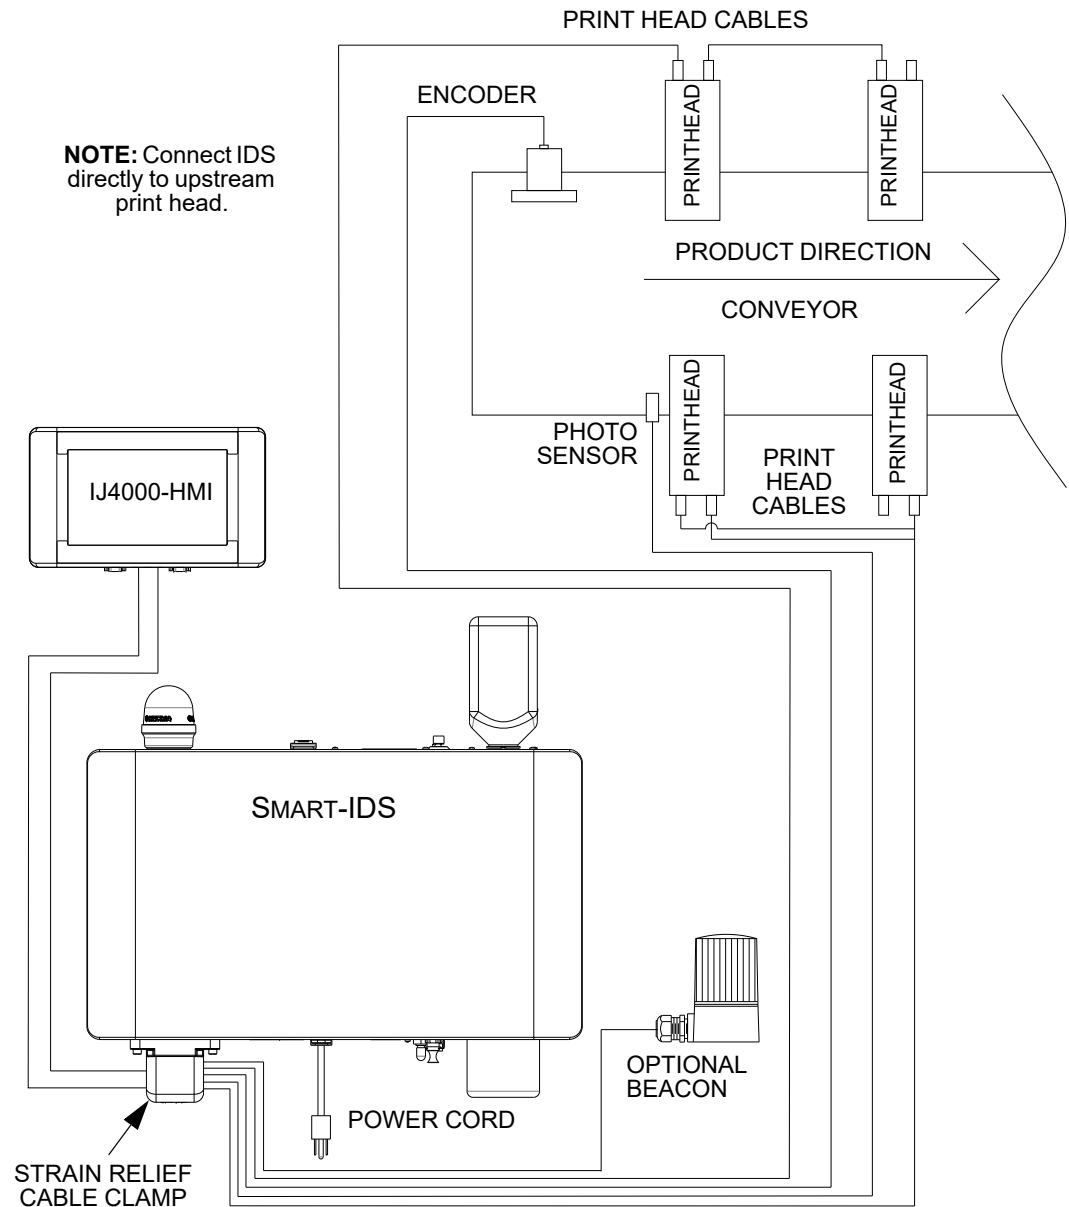 PRINT HEAD CABLES
ENCODER
PRINTHEAD
PRINTHEAD
NOTE: Connect IDS
directly to upstream
print head.
PRODUCT DIRECTION
CONVEYOR
PRINTHEAD
PRINTHEAD
PHOTO
SENSOR
PRINT
HEAD
CABLES
IJ4000-HMI
SMART-IDS
OPTIONAL
BEACON
POWER CORD
STRAIN RELIEF
CABLE CLAMP